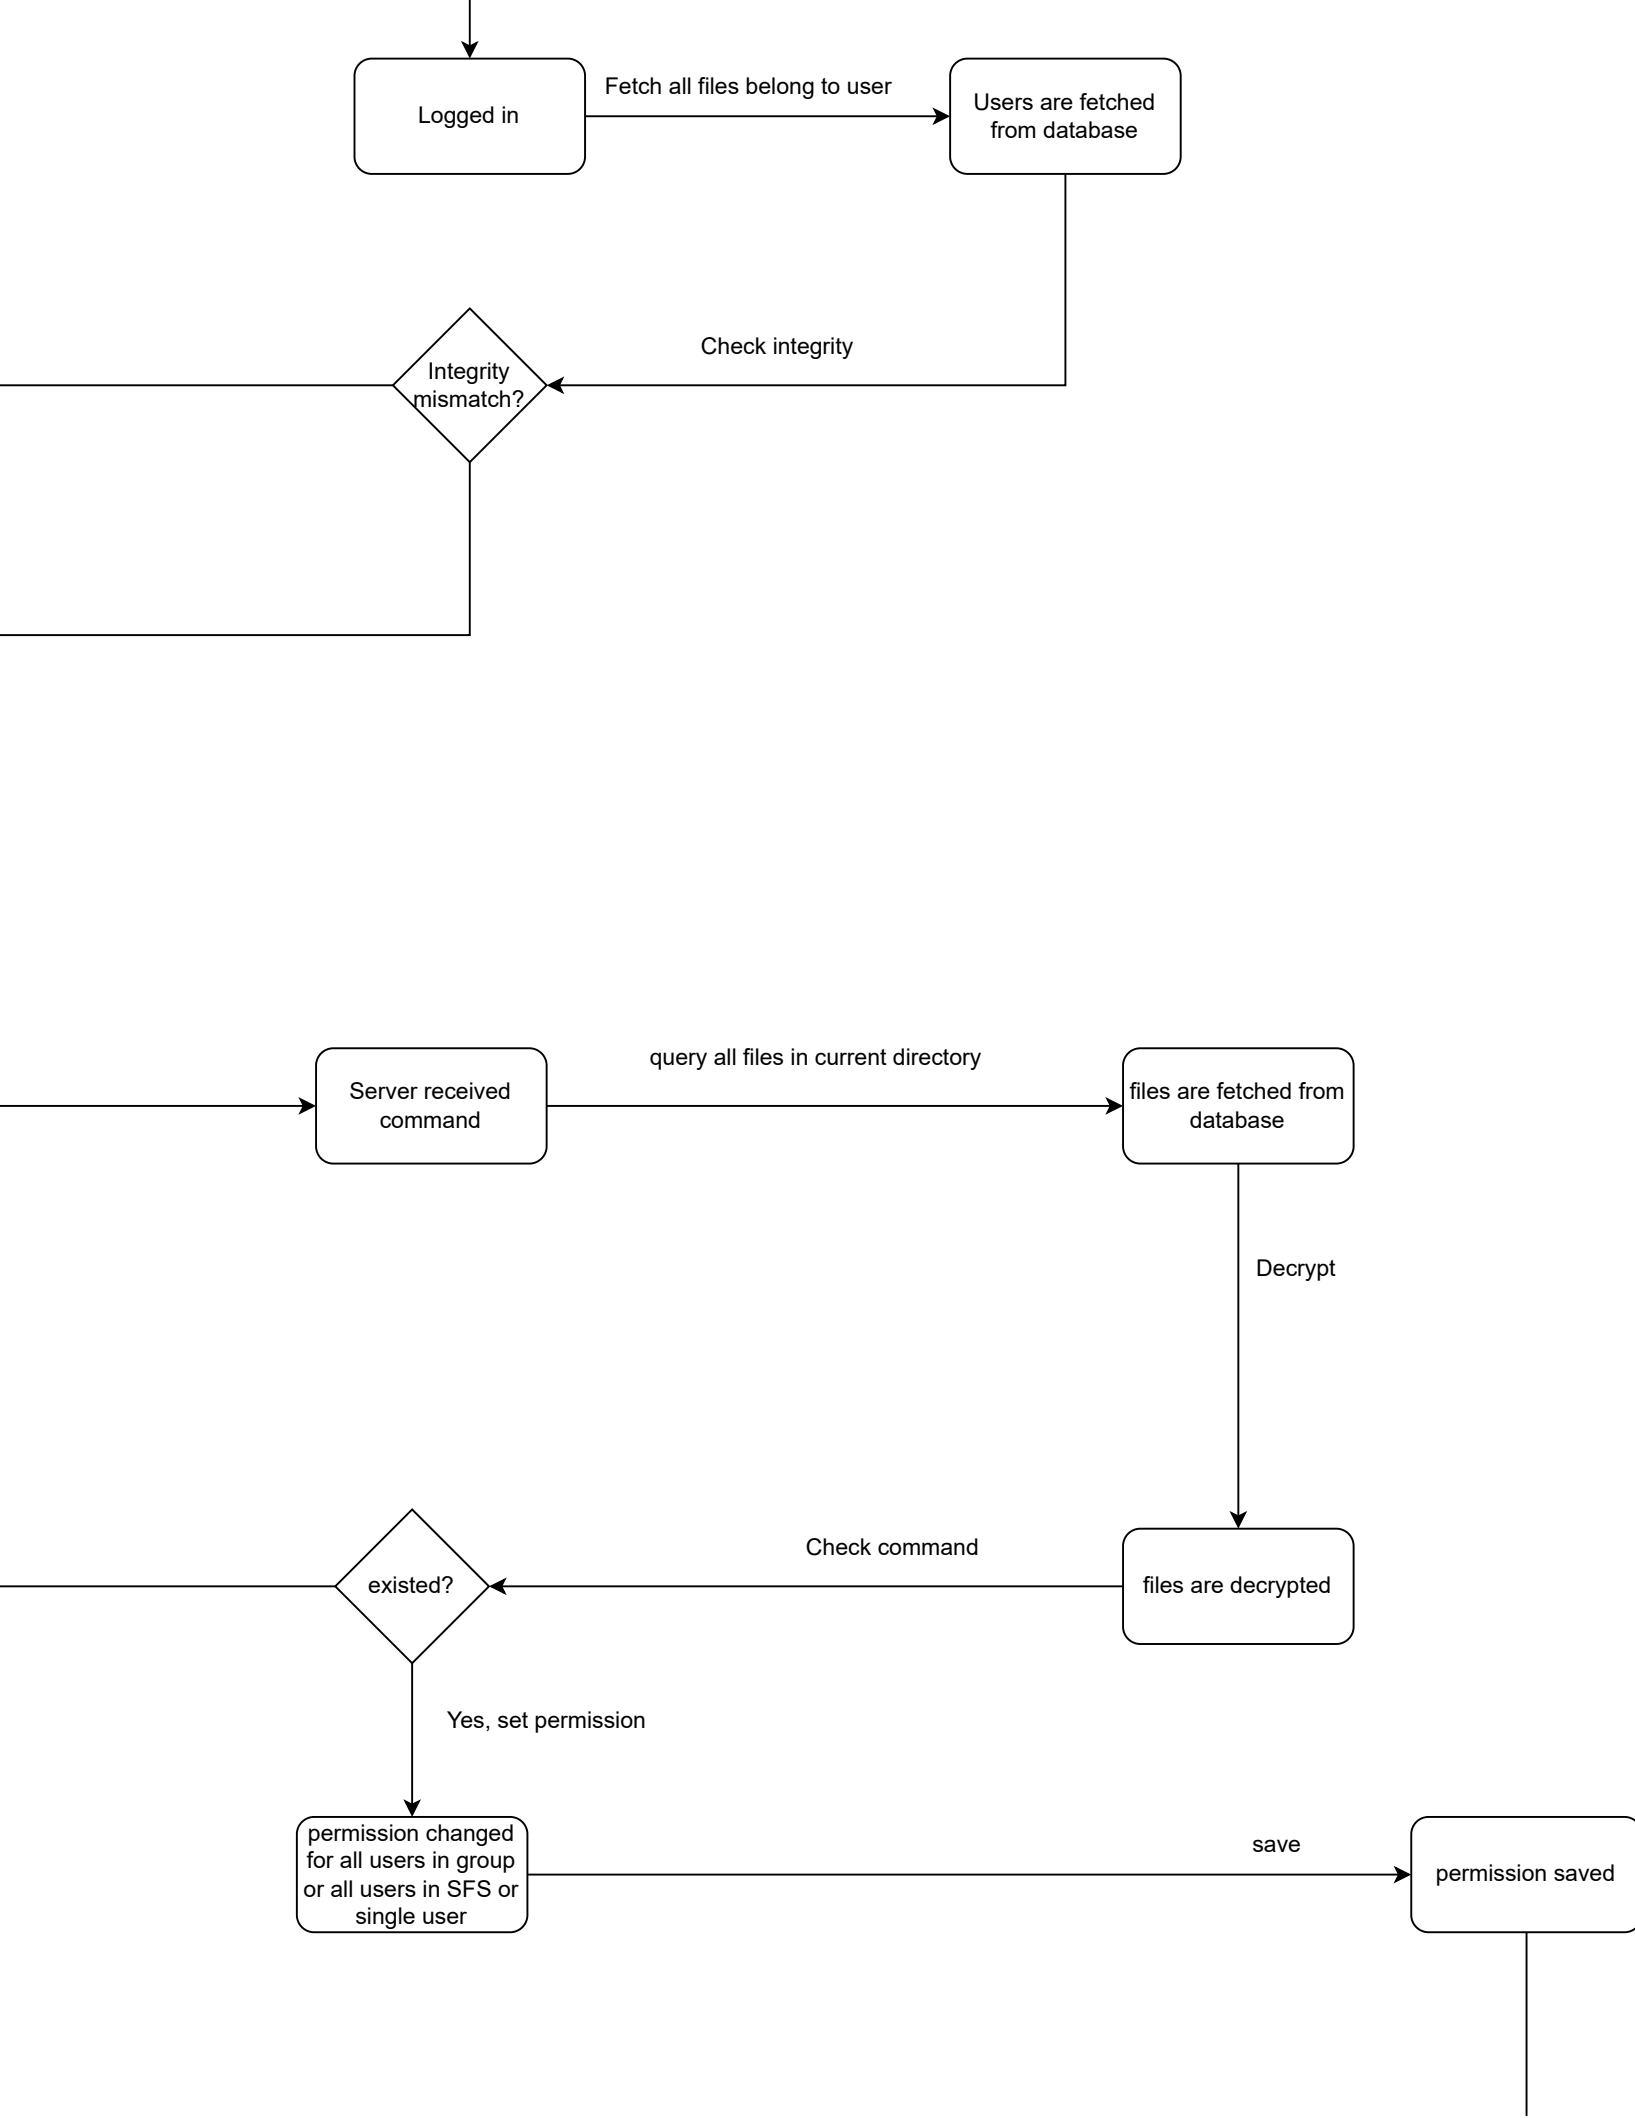 Logged in
Fetch all files belong to user
Users are fetched
from database
Check integrity
Integrity
mismatch?
Server received
command
query all files in current directory
files are fetched from
database
Decrypt
files are decrypted
Check command
existed?
Yes, set permission
permission changed
for all users in group
or all users in SFS or
single user
save
permission saved